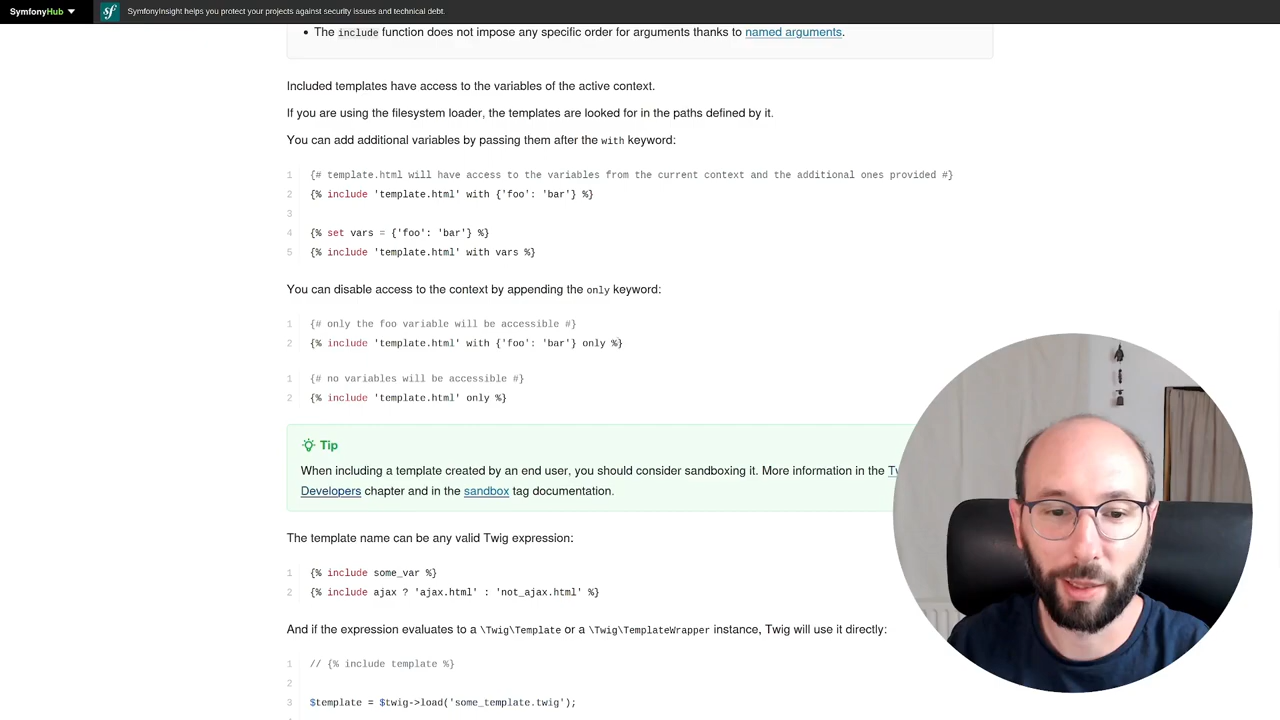 SymfonyHub
SymfonyInsight helps you protect your projects against security issues and technical debt.
• The include function does not impose any specific order for arguments thanks to named arguments.
Included templates have access to the variables of the active context.
If you are using the filesystem loader, the templates are looked for in the paths defined by it.
You can add additional variables by passing them after the with keyword:
1 {# template.html will have access to the variables from the current context and the additional ones provided #}
2 {% include 'template.html' with {'foo': 'bar'} %}
3
4 {% set vars = {'foo': 'bar'} %}
5 {% include 'template.html' with vars %}
You can disable access to the context by appending the only keyword:
1 {# only the foo variable will be accessible #}
2 {% include 'template.html' with {'foo': 'bar'} only %}
1 {# no variables will be accessible #}
2 {% include 'template.html' only %}
Tip
When including a template created by an end user, you should consider sandboxing it. More information in the
Developers chapter and in the sandbox tag documentation.
The template name can be any valid Twig expression:
1 {% include some_var %}
2 {% include ajax ? 'ajax.html' : 'not_ajax.html' %}
And if the expression evaluates to a \Twig\Template or a \Twig\TemplateWrapper instance, Twig will use it directly:
1 // {% include template %}
2
3 $template = $twig->load('some_template.twig');